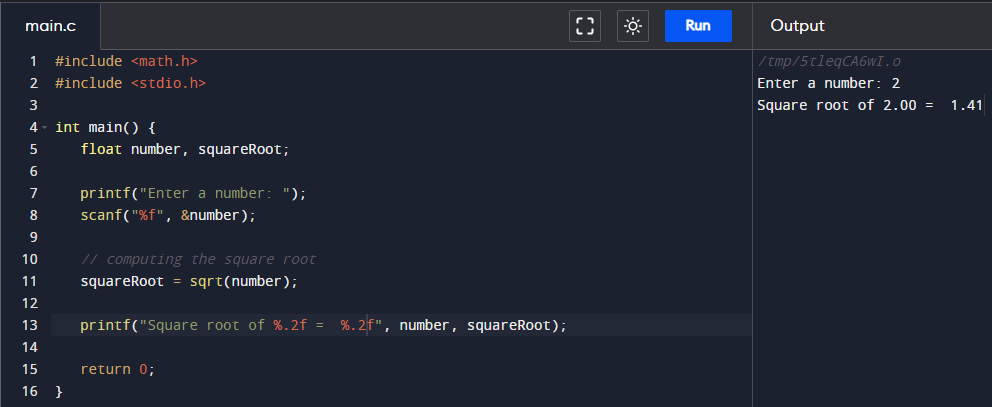 main.c
Run
Output
1 #include <math.h>
2 #include <stdio.h>
3
4 int main() {
5    float number, squareRoot;
6
7    printf("Enter a number: ");
8    scanf("%f", &number);
9
10    // computing the square root
11    squareRoot = sqrt(number);
12
13    printf("Square root of %.2f =  %.2f", number, squareRoot);
14
15    return 0;
16 }
/tmp/5tleqCA6wI.o
Enter a number: 2
Square root of 2.00 =  1.41